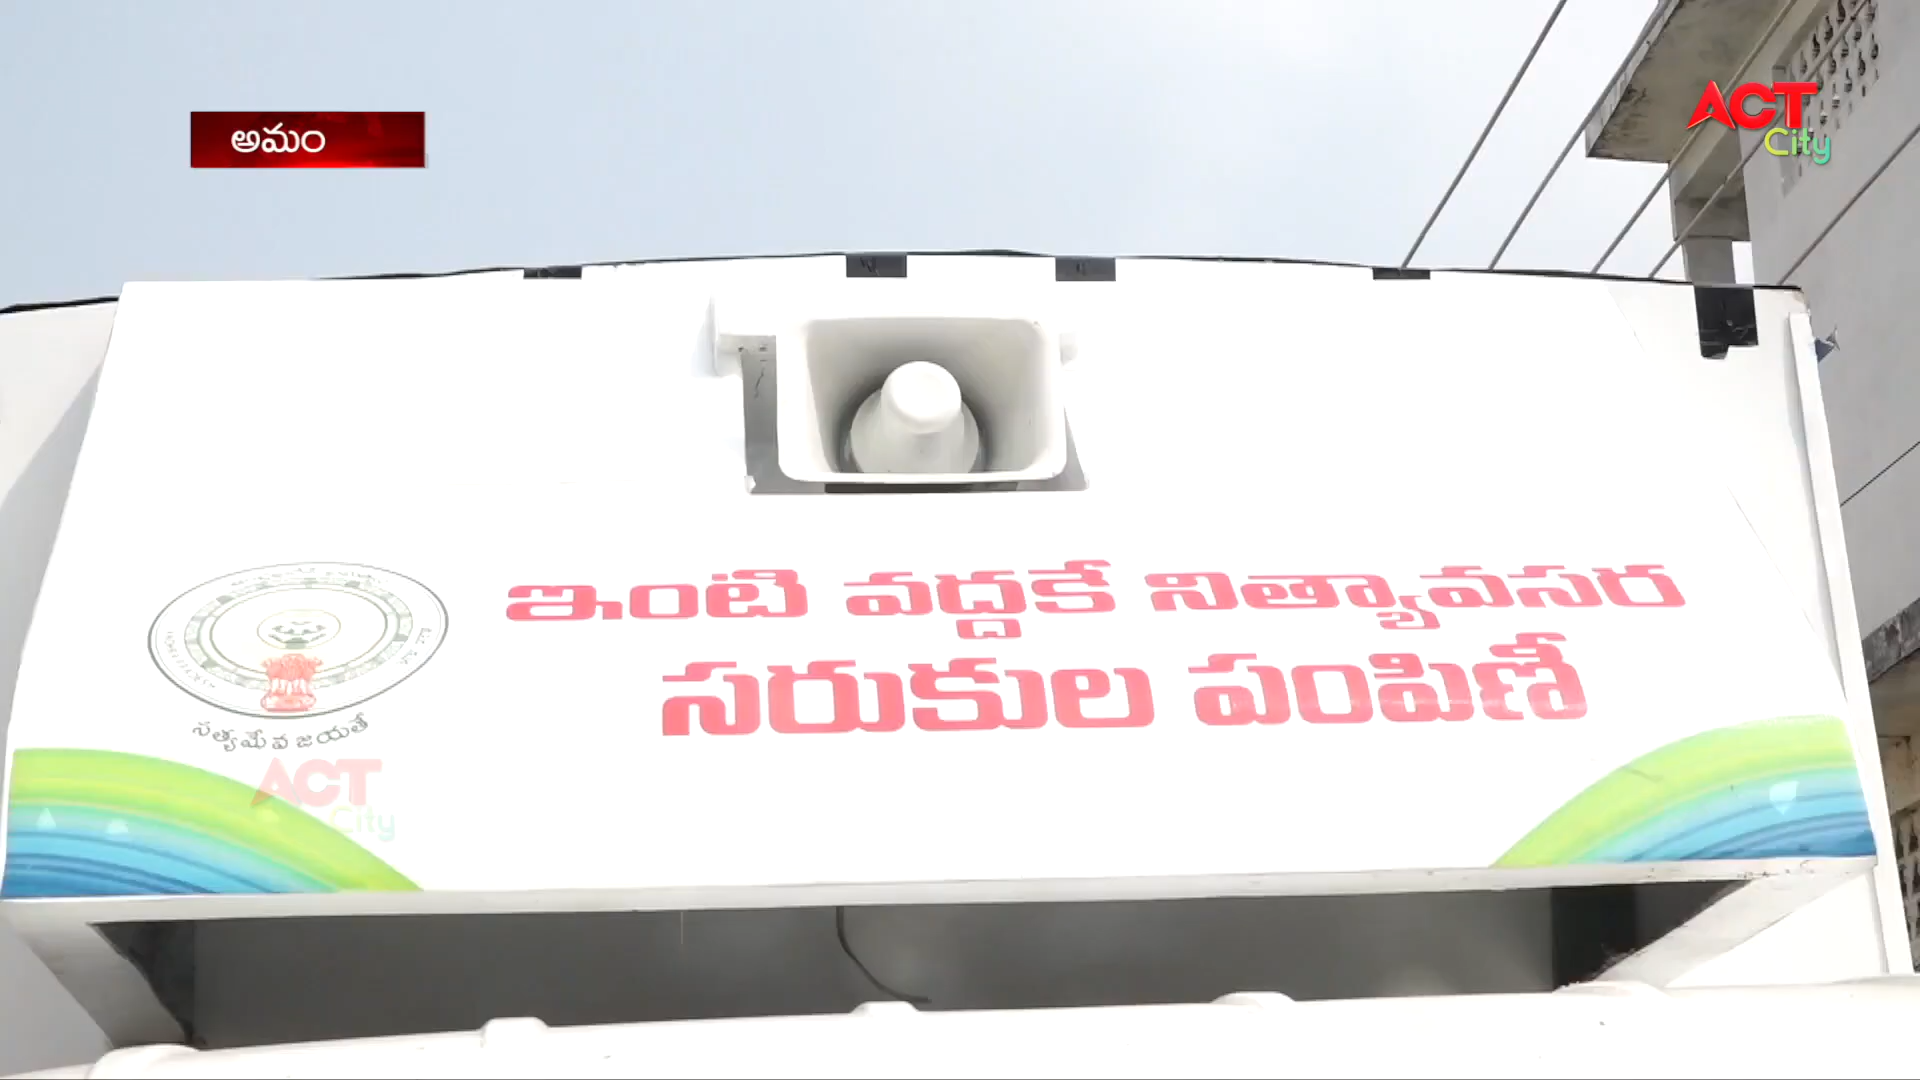 అమం
ACT
City
ఇంటి వద్దకే నిత్యావసర
సరుకుల పంపిణీ
సత్యమేవ జయతే
ACT
City